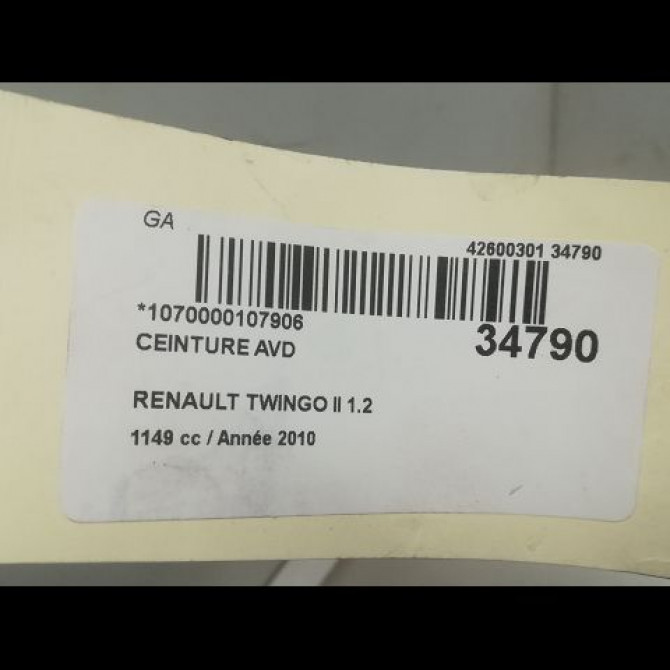 GA
42600301 34790
*1070000107906
34790
CEINTURE AVD
RENAULT TWINGO II 1.2
1149 cc / Année 2010